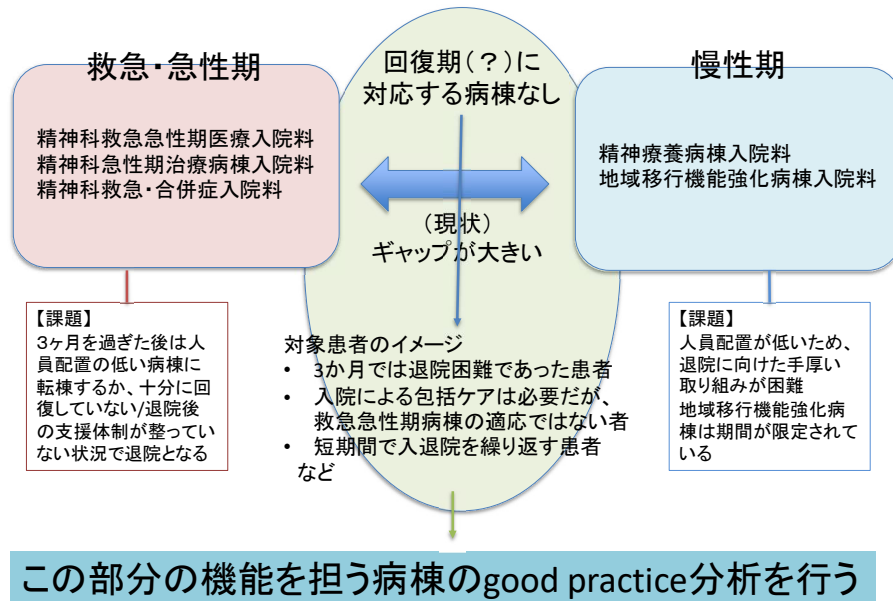 救急・急性期
精神科救急急性期医療入院料
精神科急性期治療病棟入院料
精神科救急・合併症入院料
【課題】
3ヶ月を過ぎた後は人
員配置の低い病棟に
転棟するか、十分に回
復していない/退院後
の支援体制が整ってい
ない状況で退院となる
回復期(?)に
対応する病棟なし
(現状)
ギャップが大きい
対象患者のイメージ
• 3か月では退院困難であった患者
• 入院による包括ケアは必要だが、
救急急性期病棟の適応ではない者
• 短期間で入退院を繰り返す患者
など
慢性期
精神療養病棟入院料
地域移行機能強化病棟入院料
【課題】
人員配置が低いため、
退院に向けた手厚い
取り組みが困難
地域移行機能強化病
棟は期間が限定されて
いる
この部分の機能を担う病棟のgood practice分析を行う